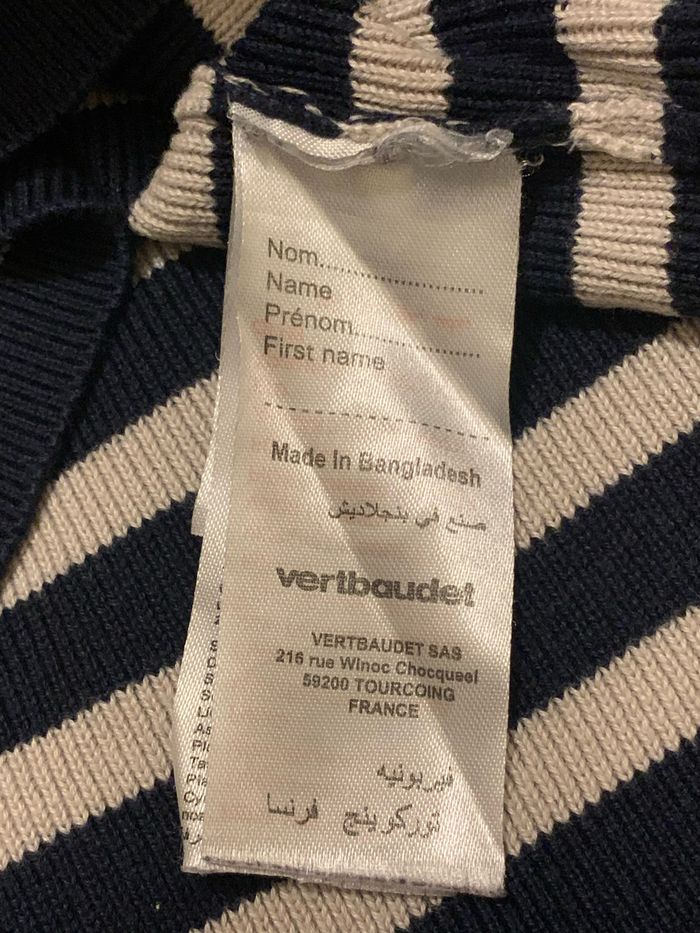 Nom....................................
Name
Prénom...........................
First name
Made In Bangladesh
صنع في بنجلاديش
vertbaudet
VERTBAUDET SAS
216 rue Winoc Chocqueel
59200 TOURCOING
FRANCE
فيربونيه
توركوينج فرنسا